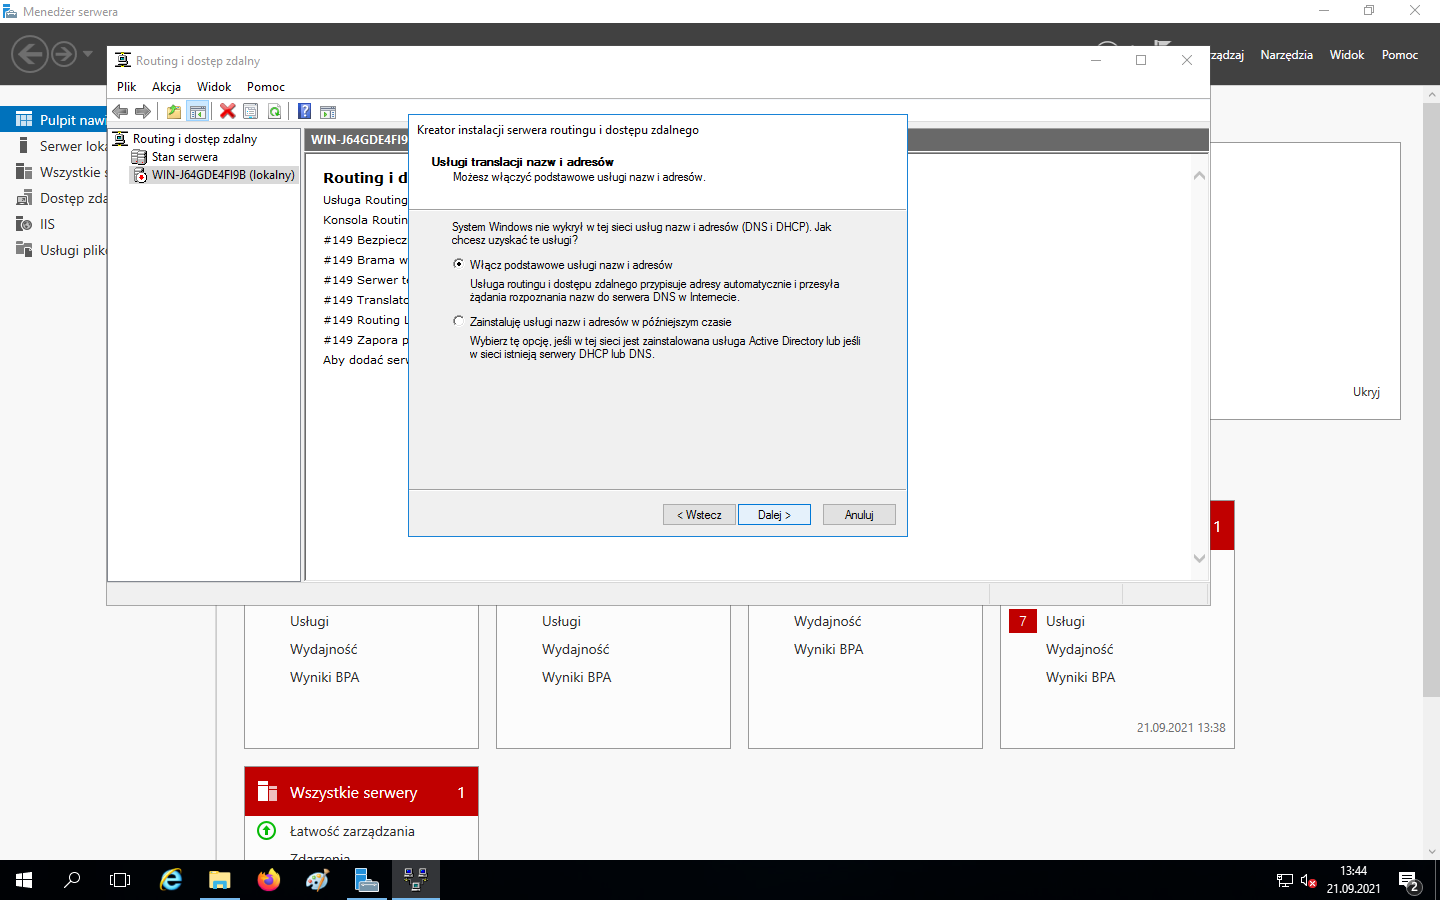 Menedżer serwera
Zarządzaj
Narzędzia
Widok
Pomoc
Routing i dostęp zdalny
Plik
Akcja
Widok
Pomoc
Pulpit nawi
Serwer loka
Wszystkie s
Dostęp zda
IIS
Usługi pliko
Routing i dostęp zdalny
Stan serwera
WIN-J64GDE4FI9B (lokalny)
WIN-J64GDE4FI9
Routing i d
Usługa Routing
Konsola Routin
#149 Bezpiecz
#149 Brama w
#149 Serwer te
#149 Translato
#149 Routing L
#149 Zapora p
Aby dodać serw
Kreator instalacji serwera routingu i dostępu zdalnego
Usługi translacji nazw i adresów
Możesz włączyć podstawowe usługi nazw i adresów.
System Windows nie wykrył w tej sieci usług nazw i adresów (DNS i DHCP). Jak
chcesz uzyskać te usługi?
Włącz podstawowe usługi nazw i adresów
Usługa routingu i dostępu zdalnego przypisuje adresy automatycznie i przesyła
żądania rozpoznania nazw do serwera DNS w Internecie.
Zainstaluję usługi nazw i adresów w późniejszym czasie
Wybierz tę opcję, jeśli w tej sieci jest zainstalowana usługa Active Directory lub jeśli
w sieci istnieją serwery DHCP lub DNS.
< Wstecz
Dalej >
Anuluj
Ukryj
1
Usługi
Wydajność
Wyniki BPA
Usługi
Wydajność
Wyniki BPA
Wydajność
Wyniki BPA
7 Usługi
Wydajność
Wyniki BPA
21.09.2021 13:38
Wszystkie serwery 1
Łatwość zarządzania
Zdarzenia
13:44
21.09.2021
2